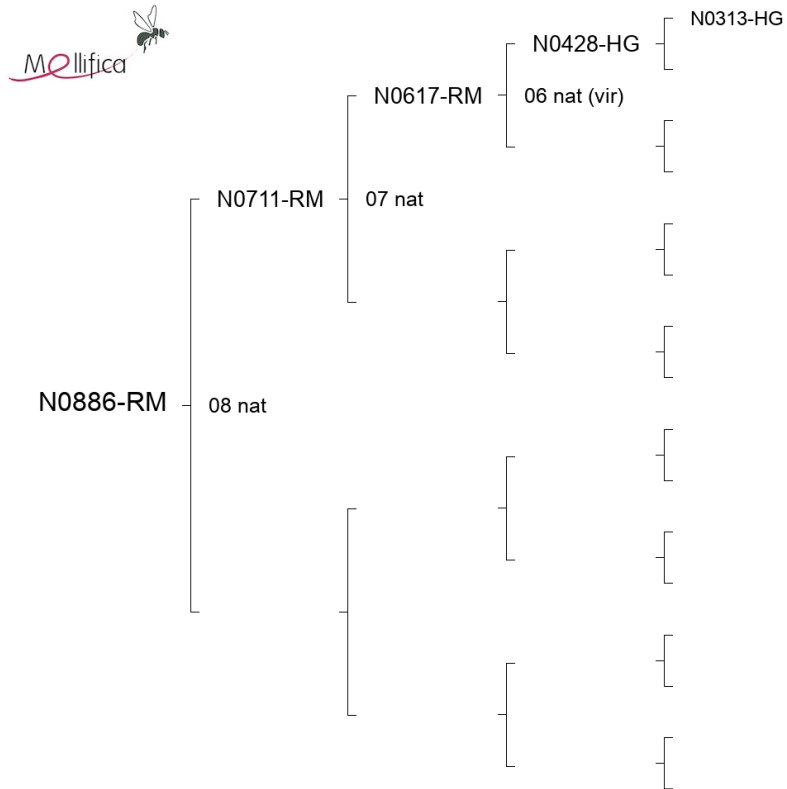 Mellifica
N0313-HG
N0428-HG
N0617-RM
06 nat (vir)
N0711-RM
07 nat
N0886-RM
08 nat